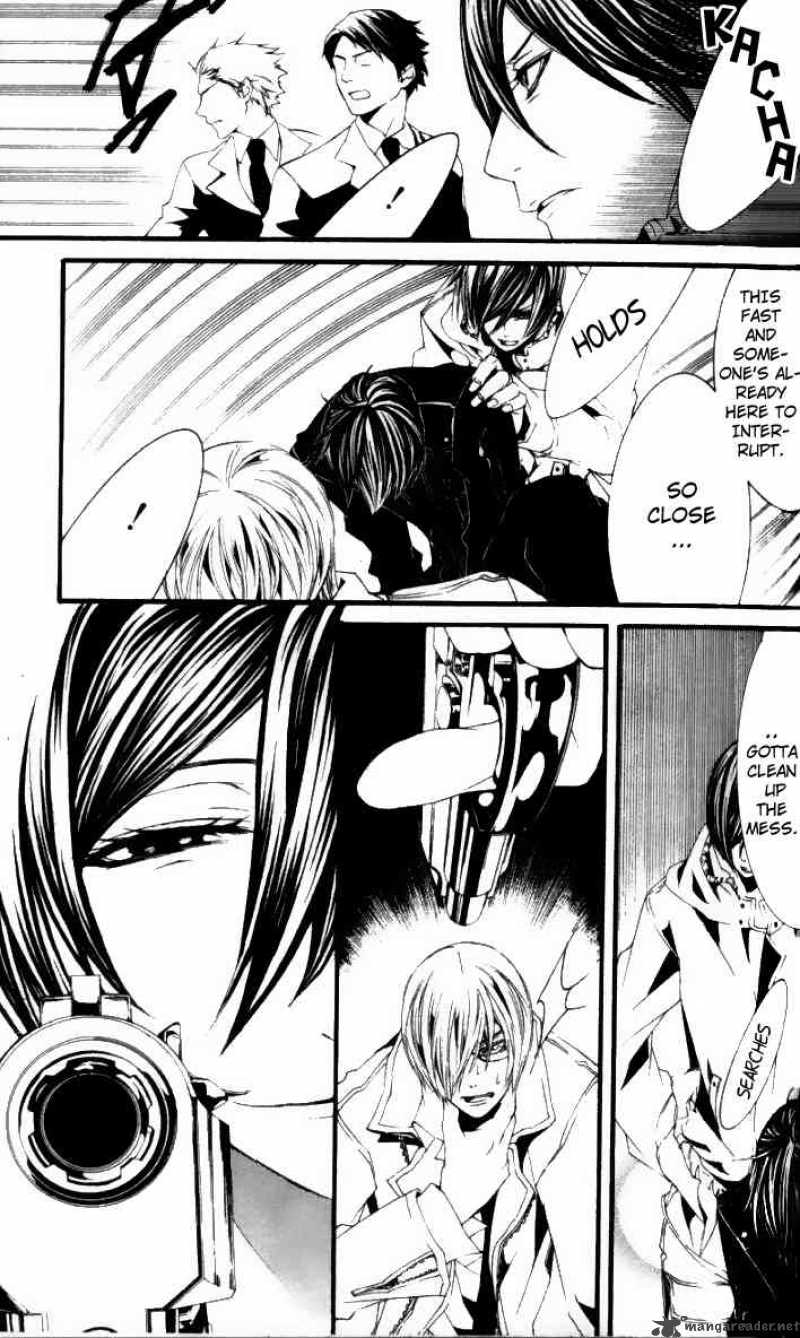 KACHA
!
THIS
FAST
AND
SOME-
ONE'S AL-
READY
HERE TO
INTER-
RUPT.
HOLDS
SO
CLOSE
...
!
..
GOTTA
CLEAN
UP
THE
MESS.
SEARCHES
mangareader.net